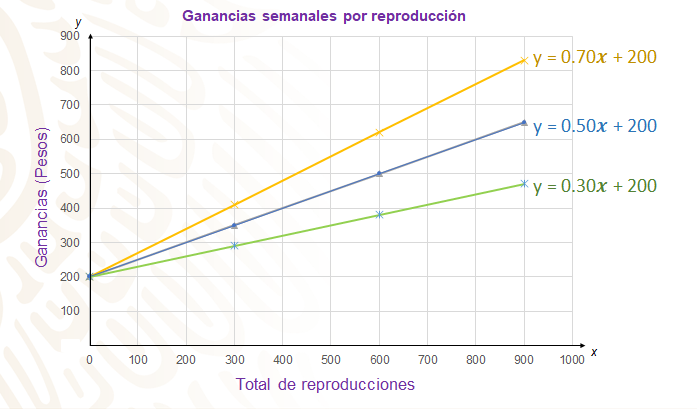 Ganancias semanales por reproducción
y
900
800
700
600
500
400
300
200
100
Ganancias (Pesos)
y = 0.70x + 200
y = 0.50x + 200
y = 0.30x + 200
0 100 200 300 400 500 600 700 800 900 1000
x
Total de reproducciones